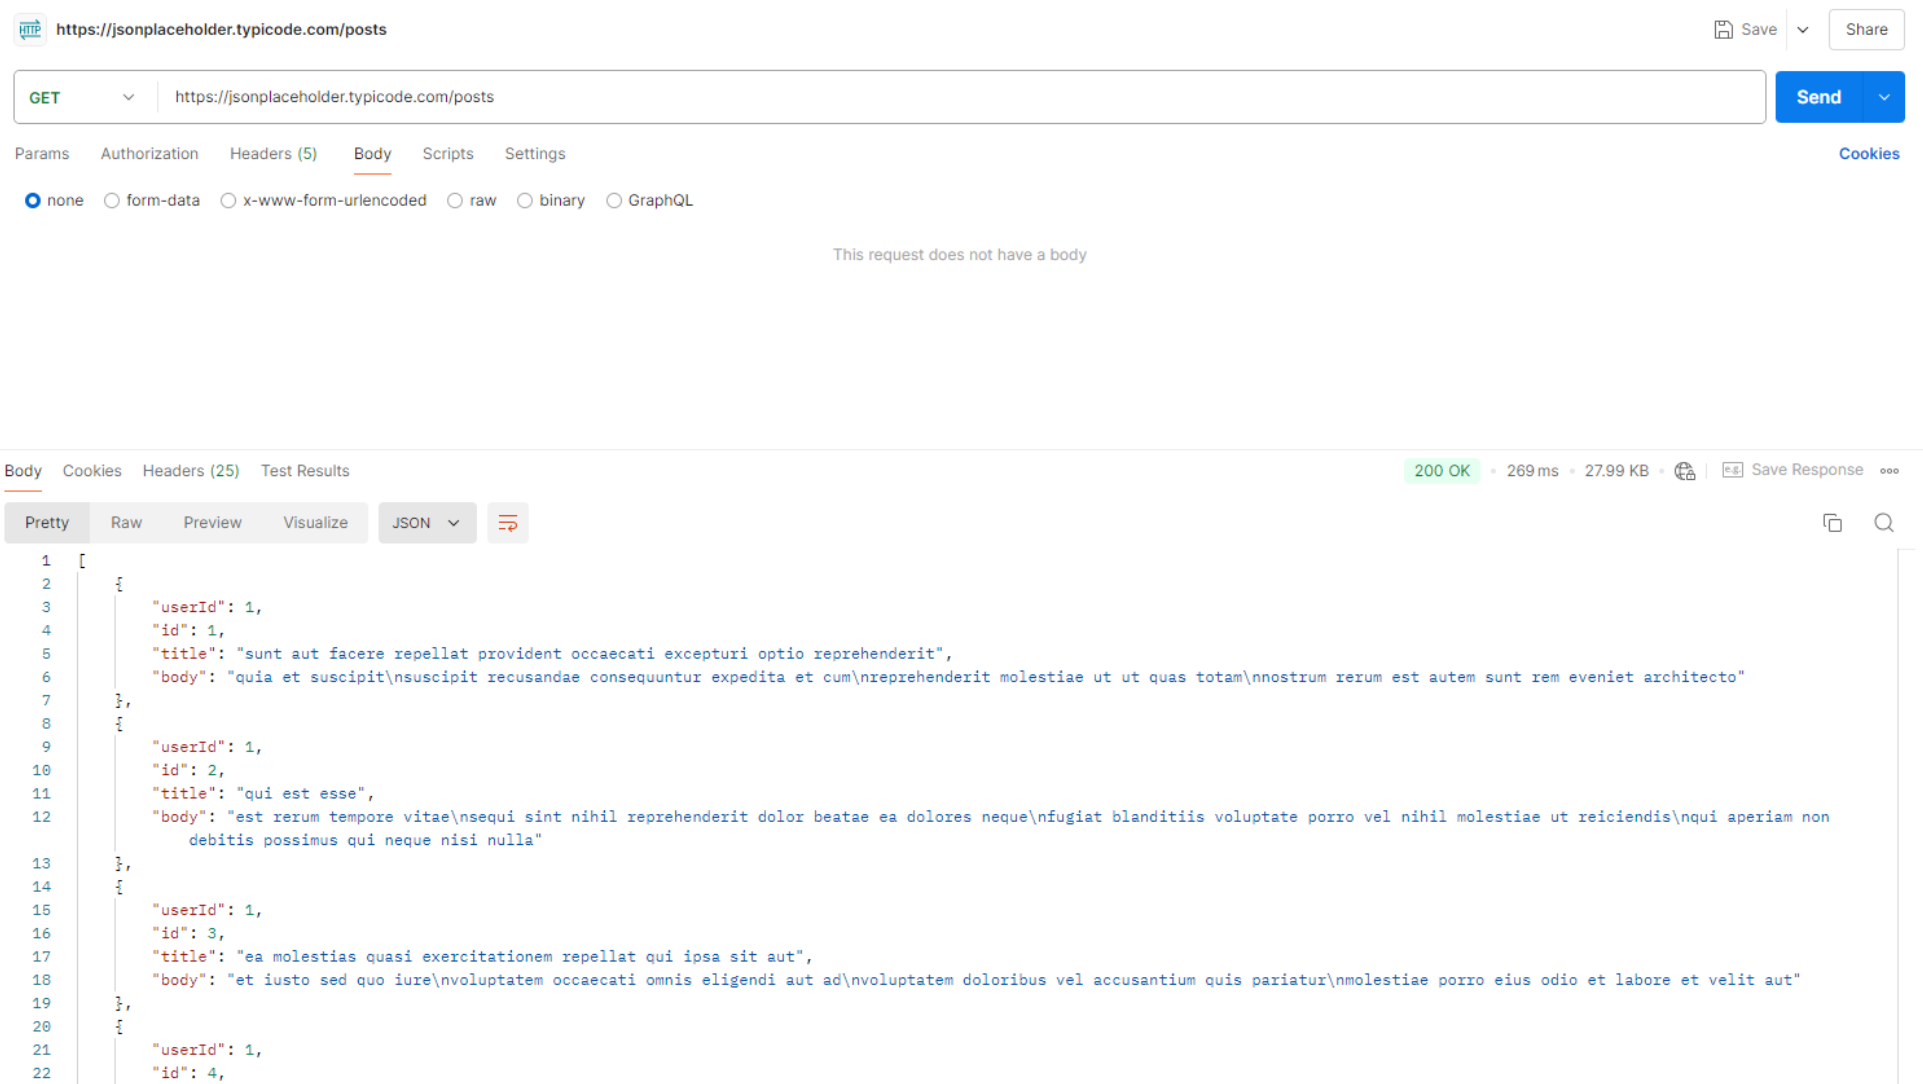 HTTP https://jsonplaceholder.typicode.com/posts Save Share
GET https://jsonplaceholder.typicode.com/posts Send
Params Authorization Headers (5) Body Scripts Settings Cookies
none form-data x-www-form-urlencoded raw binary GraphQL
This request does not have a body
Body Cookies Headers (25) Test Results 200 OK • 269 ms • 27.99 KB • e.g. Save Response
Pretty Raw Preview Visualize JSON
1 [
2 {
3 "userId": 1,
4 "id": 1,
5 "title": "sunt aut facere repellat provident occaecati excepturi optio reprehenderit",
6 "body": "quia et suscipit\nsuscipit recusandae consequuntur expedita et cum\nreprehenderit molestiae ut ut quas totam\nnostrum rerum est autem sunt rem eveniet architecto"
7 },
8 {
9 "userId": 1,
10 "id": 2,
11 "title": "qui est esse",
12 "body": "est rerum tempore vitae\nsequi sint nihil reprehenderit dolor beatae ea dolores neque\nfugiat blanditiis voluptate porro vel nihil molestiae ut reiciendis\nqui aperiam non
debitis possimus qui neque nisi nulla"
13 },
14 {
15 "userId": 1,
16 "id": 3,
17 "title": "ea molestias quasi exercitationem repellat qui ipsa sit aut",
18 "body": "et iusto sed quo iure\nvoluptatem occaecati omnis eligendi aut ad\nvoluptatem doloribus vel accusantium quis pariatur\nmolestiae porro eius odio et labore et velit aut"
19 },
20 {
21 "userId": 1,
22 "id": 4,